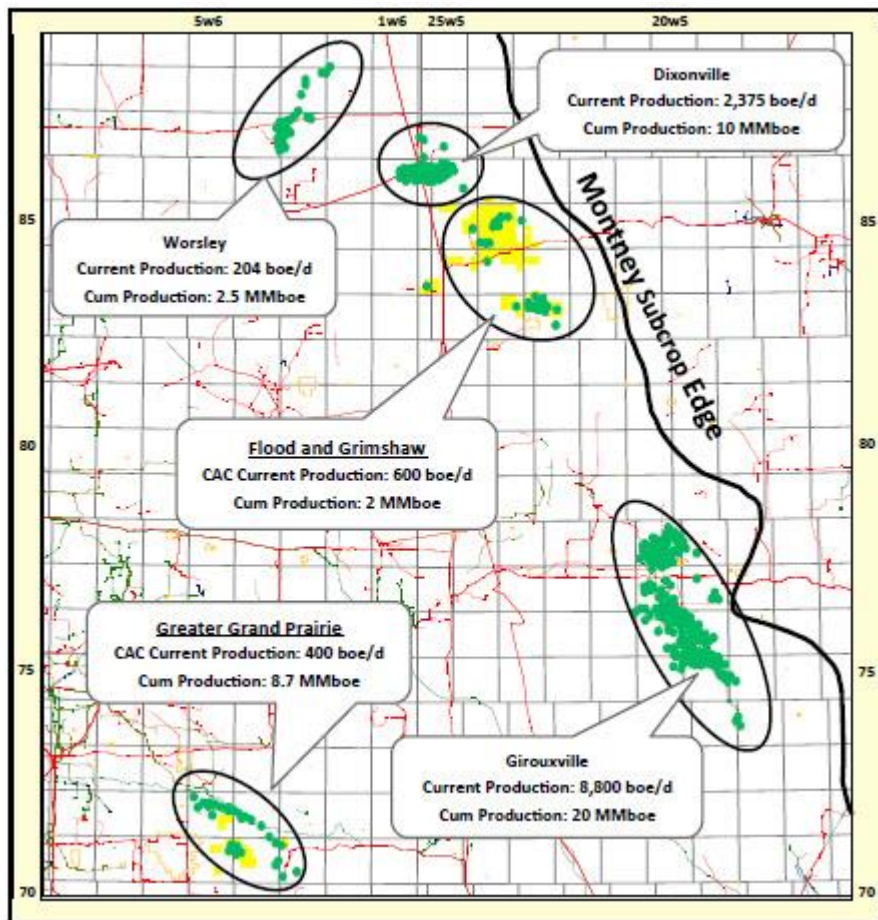 5w6 1w6 25w5 20w5
Dixonville
Current Production: 2,375 boe/d
Cum Production: 10 MMboe
85 85
Worsley
Current Production: 204 boe/d
Cum Production: 2.5 MMboe
Montney Subcrop Edge
80 80
Flood and Grimshaw
CAC Current Production: 600 boe/d
Cum Production: 2 MMboe
Greater Grand Prairie
CAC Current Production: 400 boe/d
Cum Production: 8.7 MMboe
75 75
Girouxville
Current Production: 8,800 boe/d
Cum Production: 20 MMboe
70 70